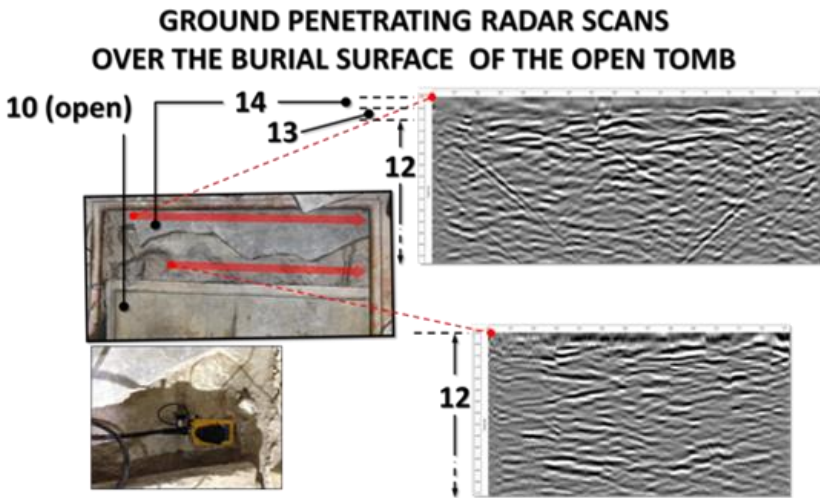 GROUND PENETRATING RADAR SCANS
OVER THE BURIAL SURFACE OF THE OPEN TOMB
10 (open)
14
13
12
12